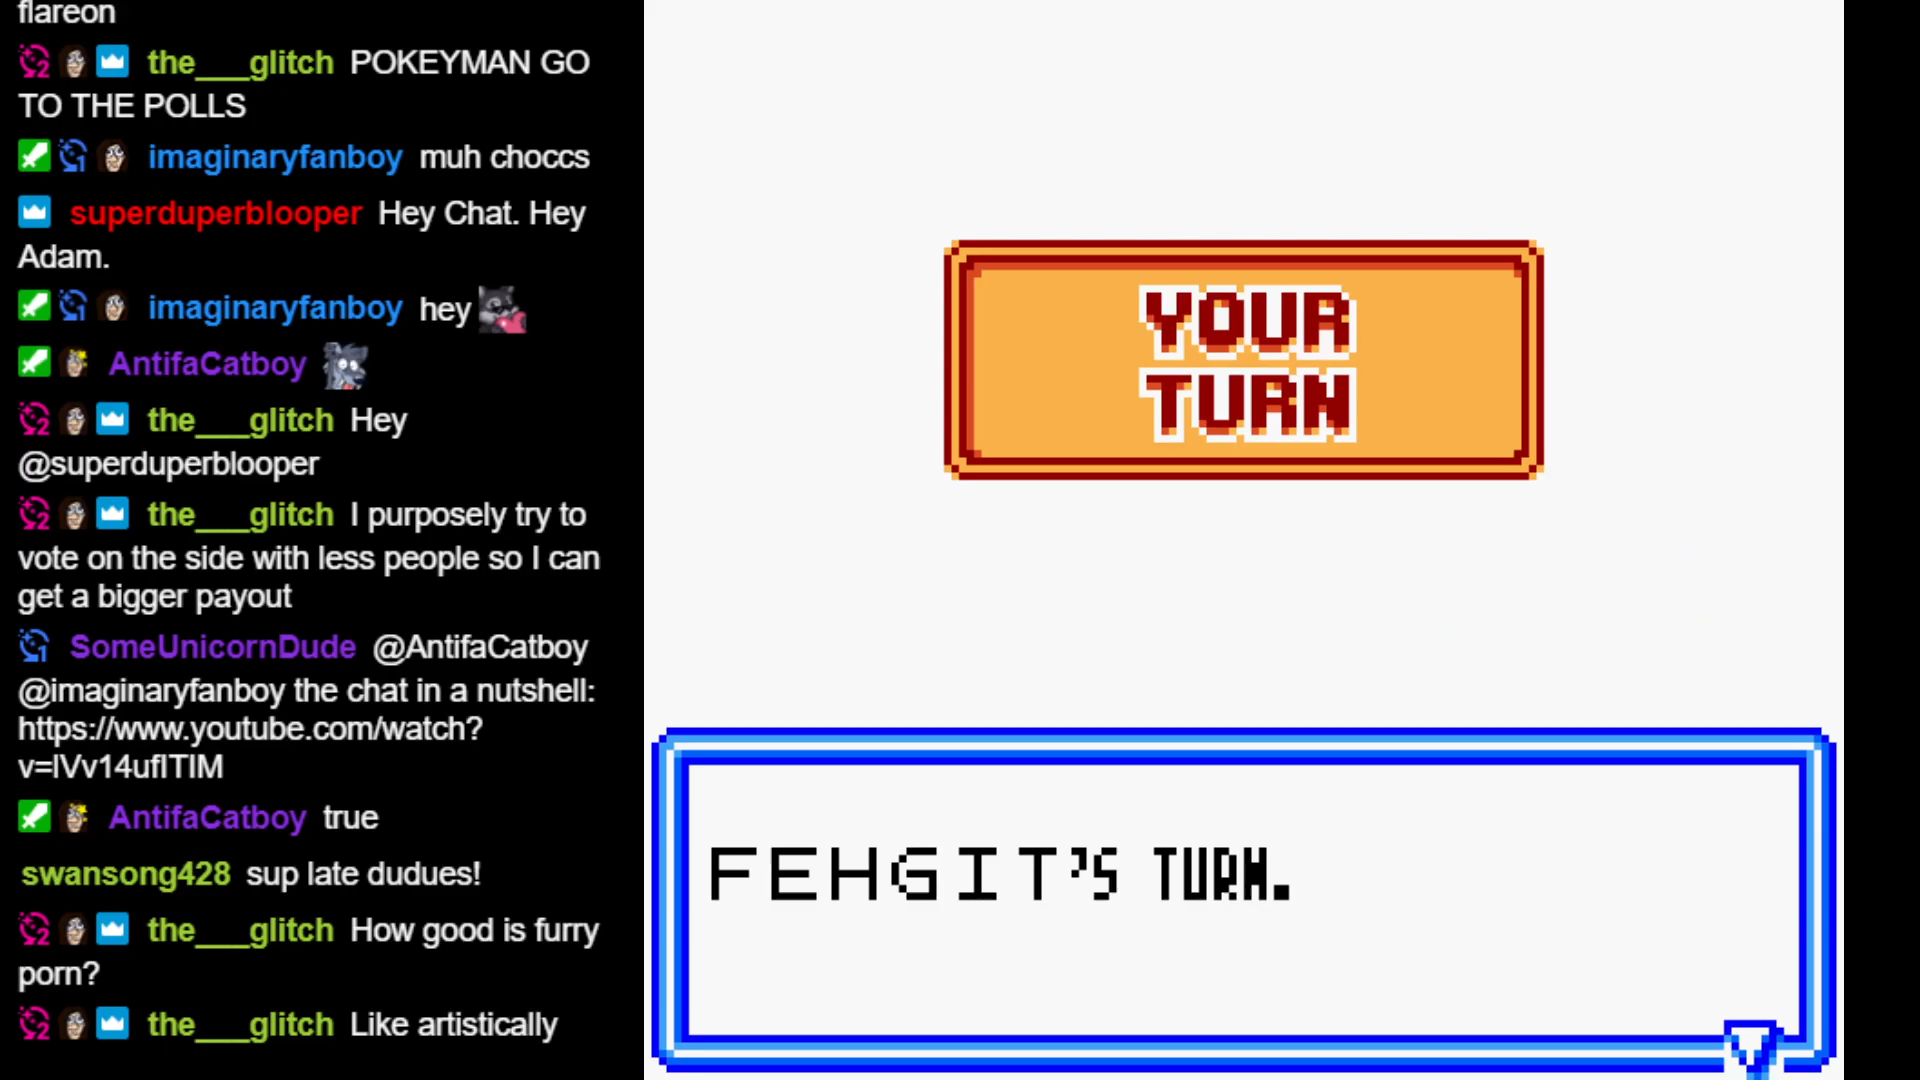 flareon
the___glitch POKEYMAN GO
TO THE POLLS
imaginaryfanboy muh choccs
superduperblooper Hey Chat. Hey
Adam.
imaginaryfanboy hey
AntifaCatboy
the___glitch Hey
@superduperblooper
the___glitch I purposely try to
vote on the side with less people so I can
get a bigger payout
SomeUnicornDude @AntifaCatboy
@imaginaryfanboy the chat in a nutshell:
https://www.youtube.com/watch?
v=lVv14uflTlM
AntifaCatboy true
swansong428 sup late dudues!
the___glitch How good is furry
porn?
the___glitch Like artistically
YOUR
TURN
FEHGIT'S TURN.